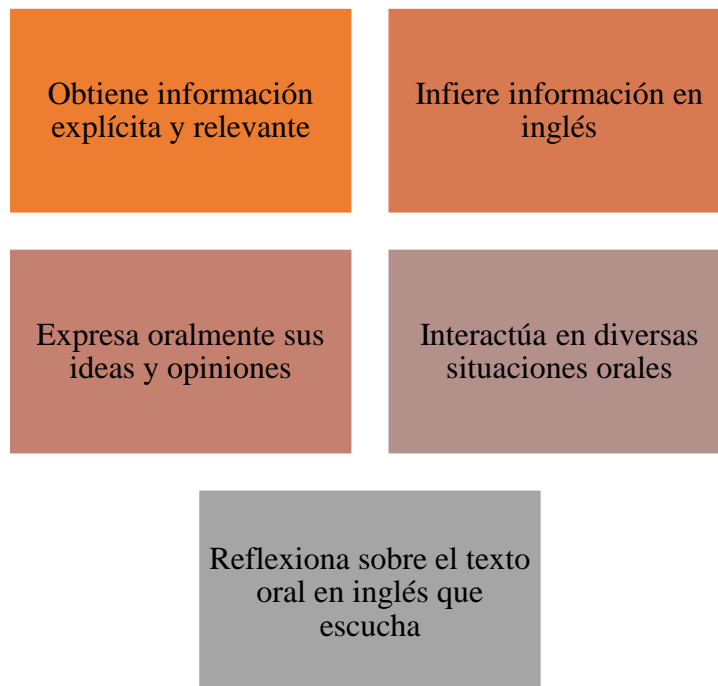 Obtiene información
explícita y relevante
Infiere información en
inglés
Expresa oralmente sus
ideas y opiniones
Interactúa en diversas
situaciones orales
Reflexiona sobre el texto
oral en inglés que
escucha